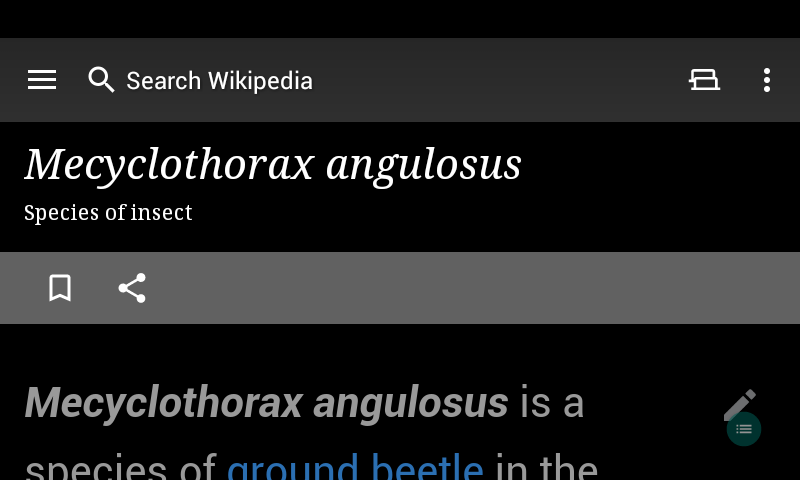 Search Wikipedia
Mecyclothorax angulosus
Species of insect
Mecyclothorax angulosus is a
species of ground beetle in the